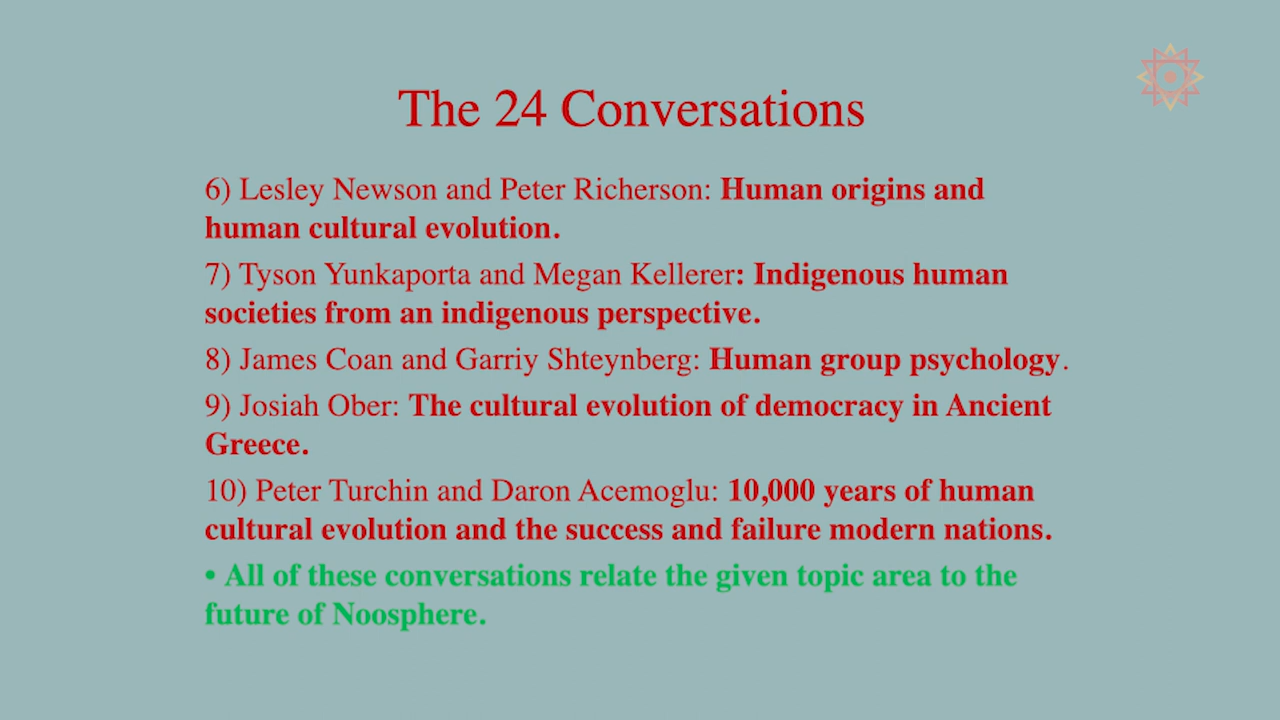 The 24 Conversations
6) Lesley Newson and Peter Richerson: Human origins and
human cultural evolution.
7) Tyson Yunkaporta and Megan Kellerer: Indigenous human
societies from an indigenous perspective.
8) James Coan and Garriy Shteynberg: Human group psychology.
9) Josiah Ober: The cultural evolution of democracy in Ancient
Greece.
10) Peter Turchin and Daron Acemoglu: 10,000 years of human
cultural evolution and the success and failure modern nations.
• All of these conversations relate the given topic area to the
future of Noosphere.